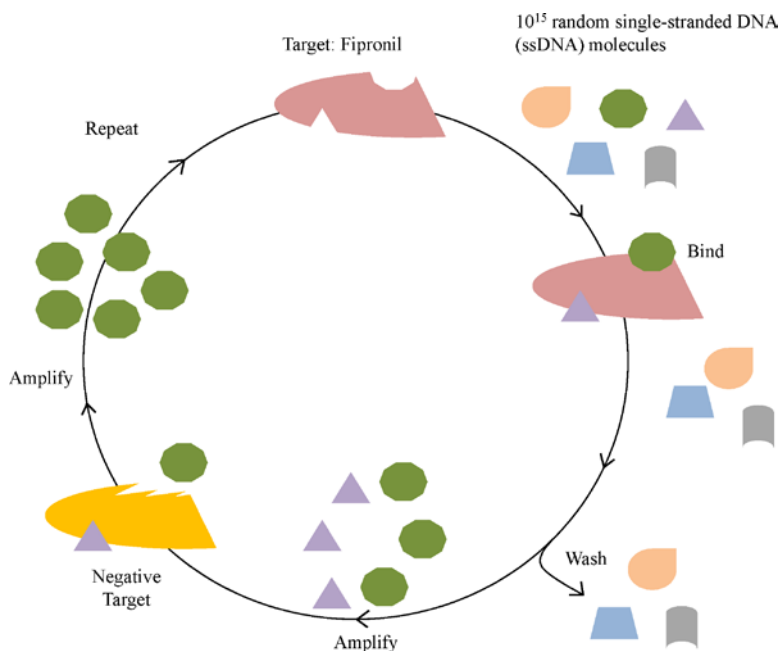 Target: Fipronil
10¹⁵ random single-stranded DNA
(ssDNA) molecules
Bind
Wash
Amplify
Negative
Target
Amplify
Repeat